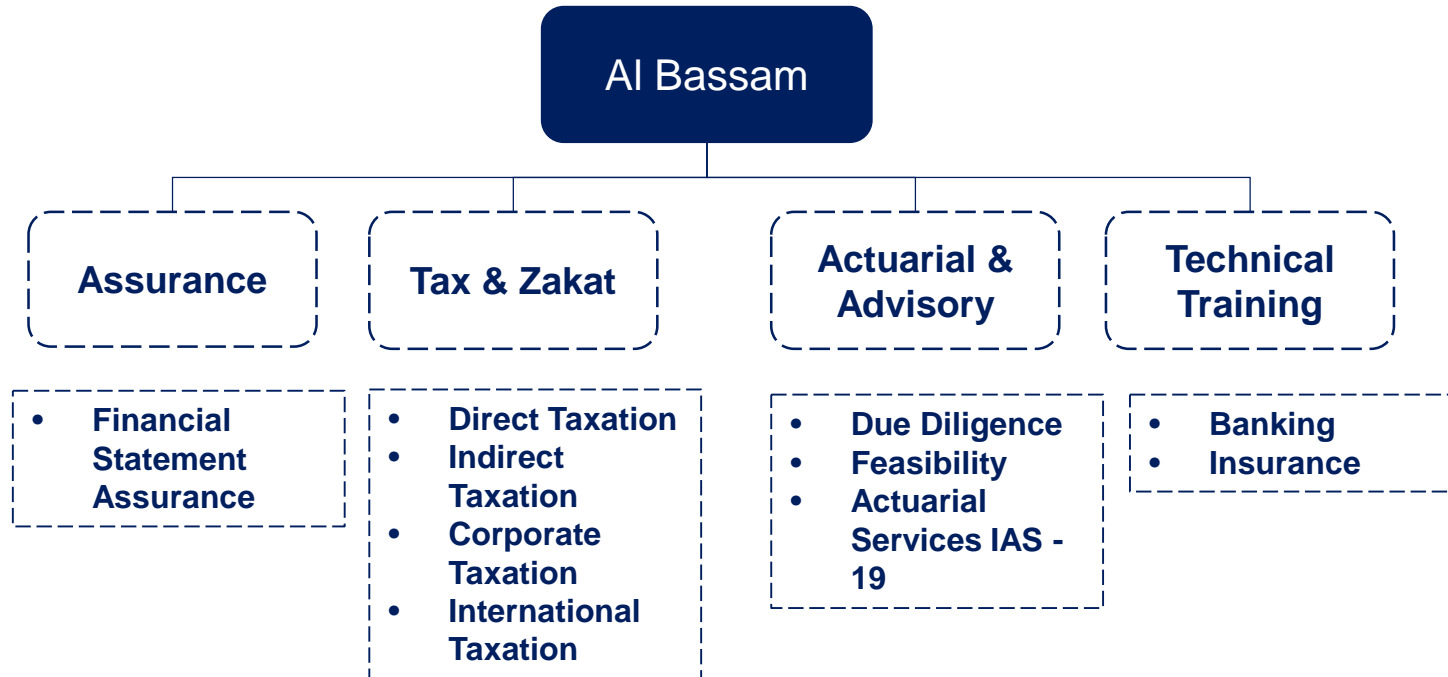 Al Bassam
Assurance
Tax & Zakat
Actuarial &
Advisory
Technical
Training
• Financial
Statement
Assurance
• Direct Taxation
• Indirect
Taxation
• Corporate
Taxation
• International
Taxation
• Due Diligence
• Feasibility
• Actuarial
Services IAS -
19
• Banking
• Insurance